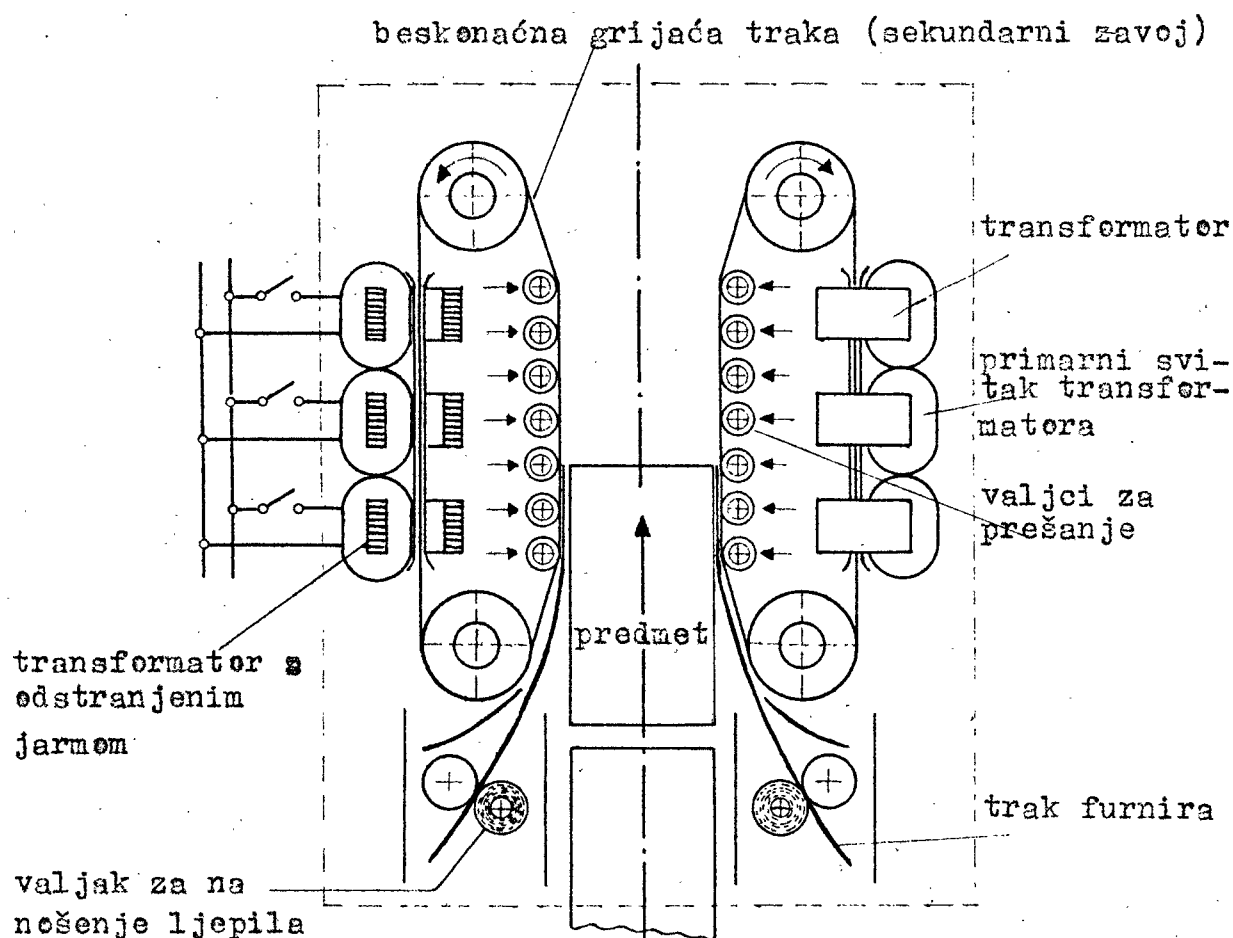 beskonaćna grijaća traka (sekundarni zavoj)
transformator
primarni svi-
tak transfor-
matora
valjci za
prešanje
predmet
transformator s
odstranjenim
jarmom
trak furnira
valjak za na
nošenje ljepila